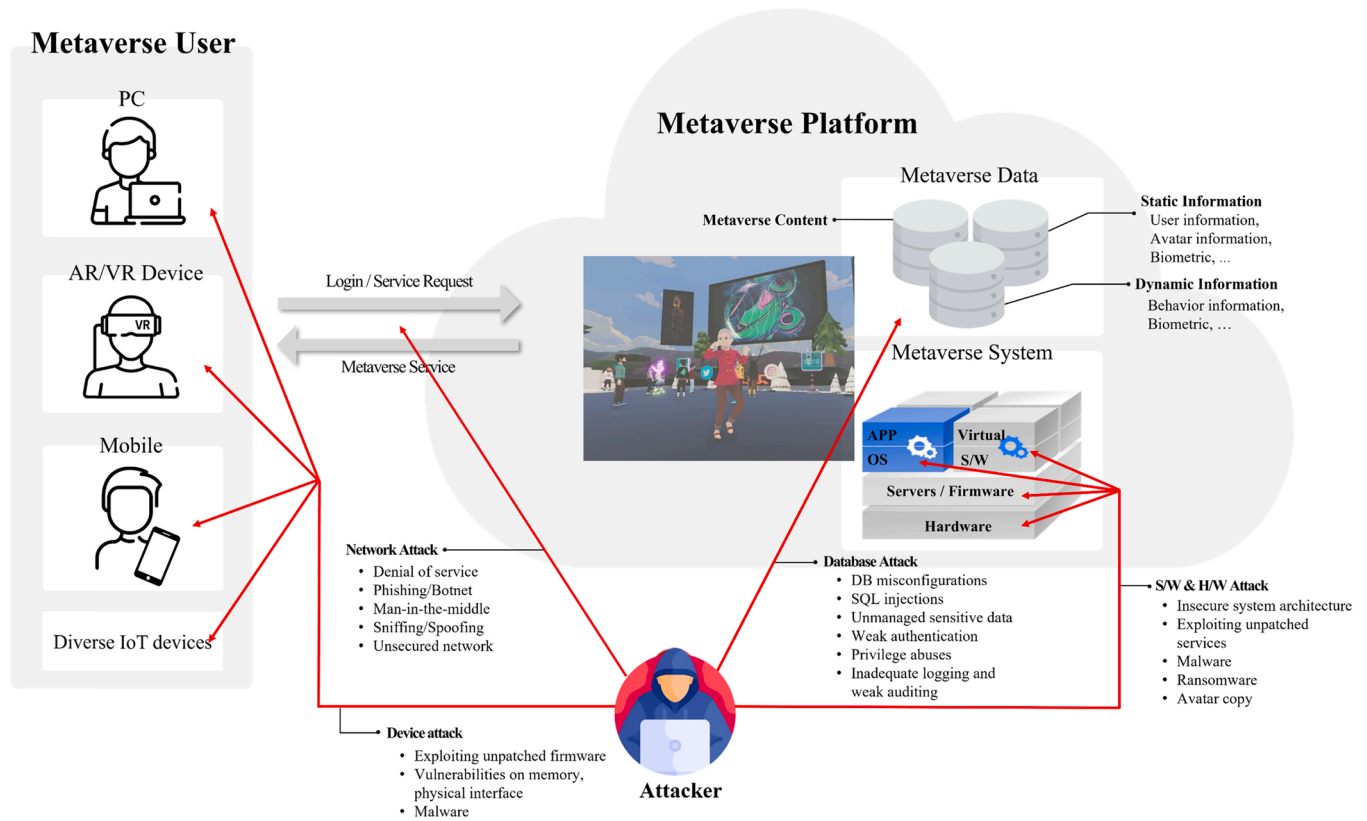 Metaverse User
PC
AR/VR Device
VR
Mobile
Diverse IoT devices
Login / Service Request
Metaverse Service
Metaverse Platform
Metaverse Data
Metaverse Content
Static Information
User information,
Avatar information,
Biometric, ...
Dynamic Information
Behavior information,
Biometric, …
Metaverse System
APP
OS
Virtual
S/W
Servers / Firmware
Hardware
Network Attack
• Denial of service
• Phishing/Botnet
• Man-in-the-middle
• Sniffing/Spoofing
• Unsecured network
Database Attack
• DB misconfigurations
• SQL injections
• Unmanaged sensitive data
• Weak authentication
• Privilege abuses
• Inadequate logging and
weak auditing
S/W & H/W Attack
• Insecure system architecture
• Exploiting unpatched
services
• Malware
• Ransomware
• Avatar copy
Device attack
• Exploiting unpatched firmware
• Vulnerabilities on memory,
physical interface
• Malware
Attacker